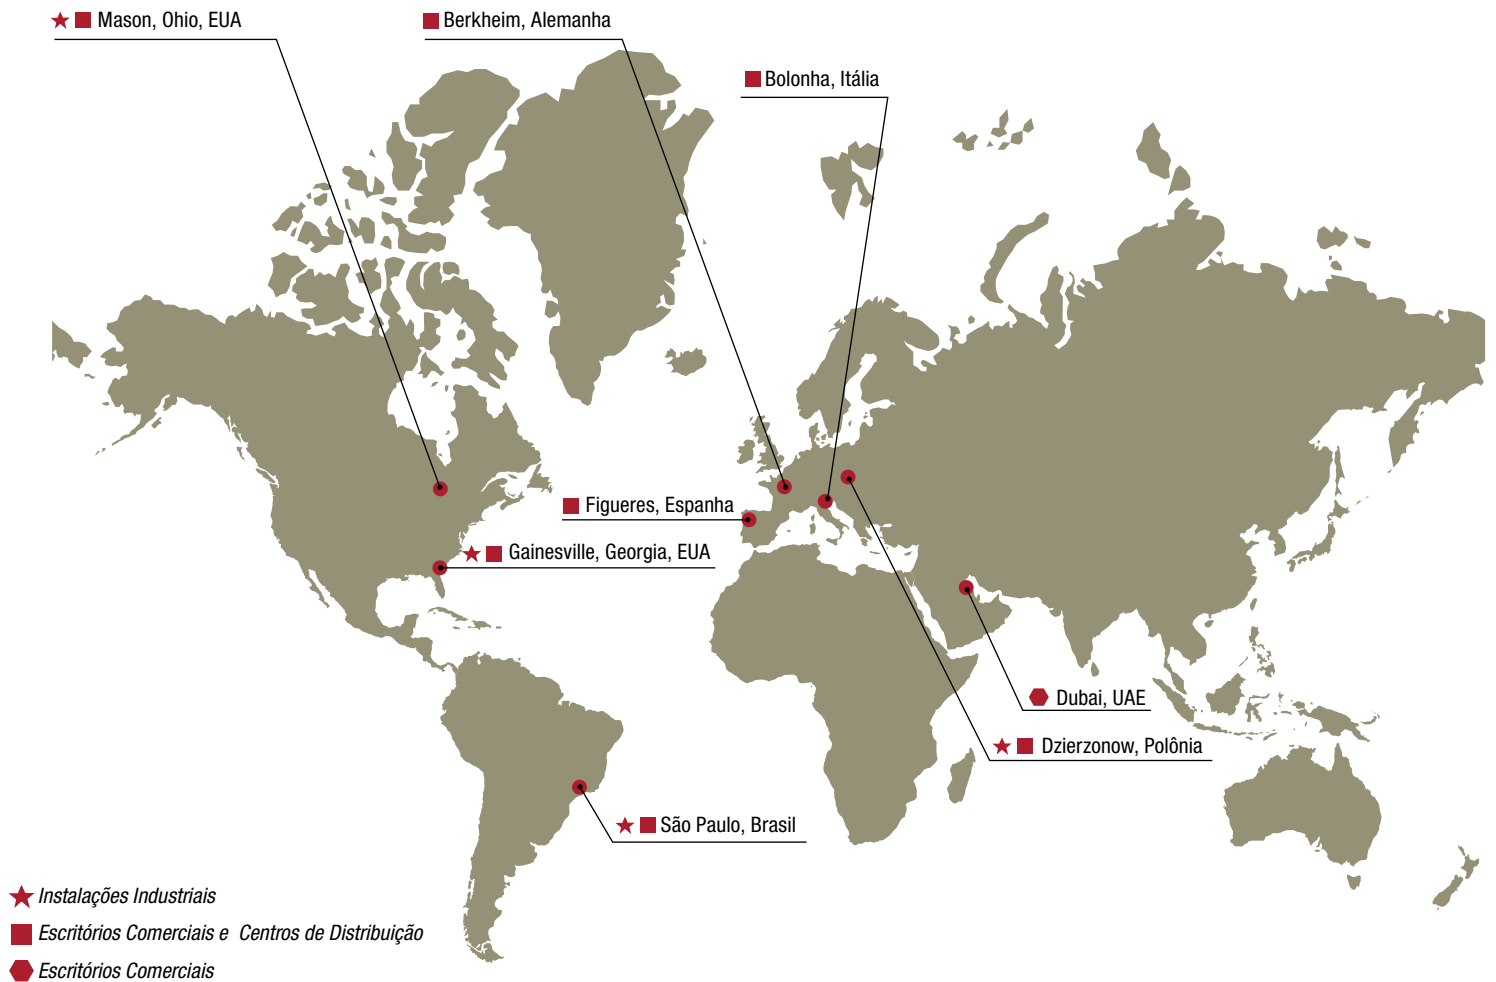 Mason, Ohio, EUA
Berkheim, Alemanha
Bolonha, Itália
Figueres, Espanha
Gainesville, Georgia, EUA
Dubai, UAE
Dzierzonow, Polônia
São Paulo, Brasil
Instalações Industriais
Escritórios Comerciais e Centros de Distribuição
Escritórios Comerciais